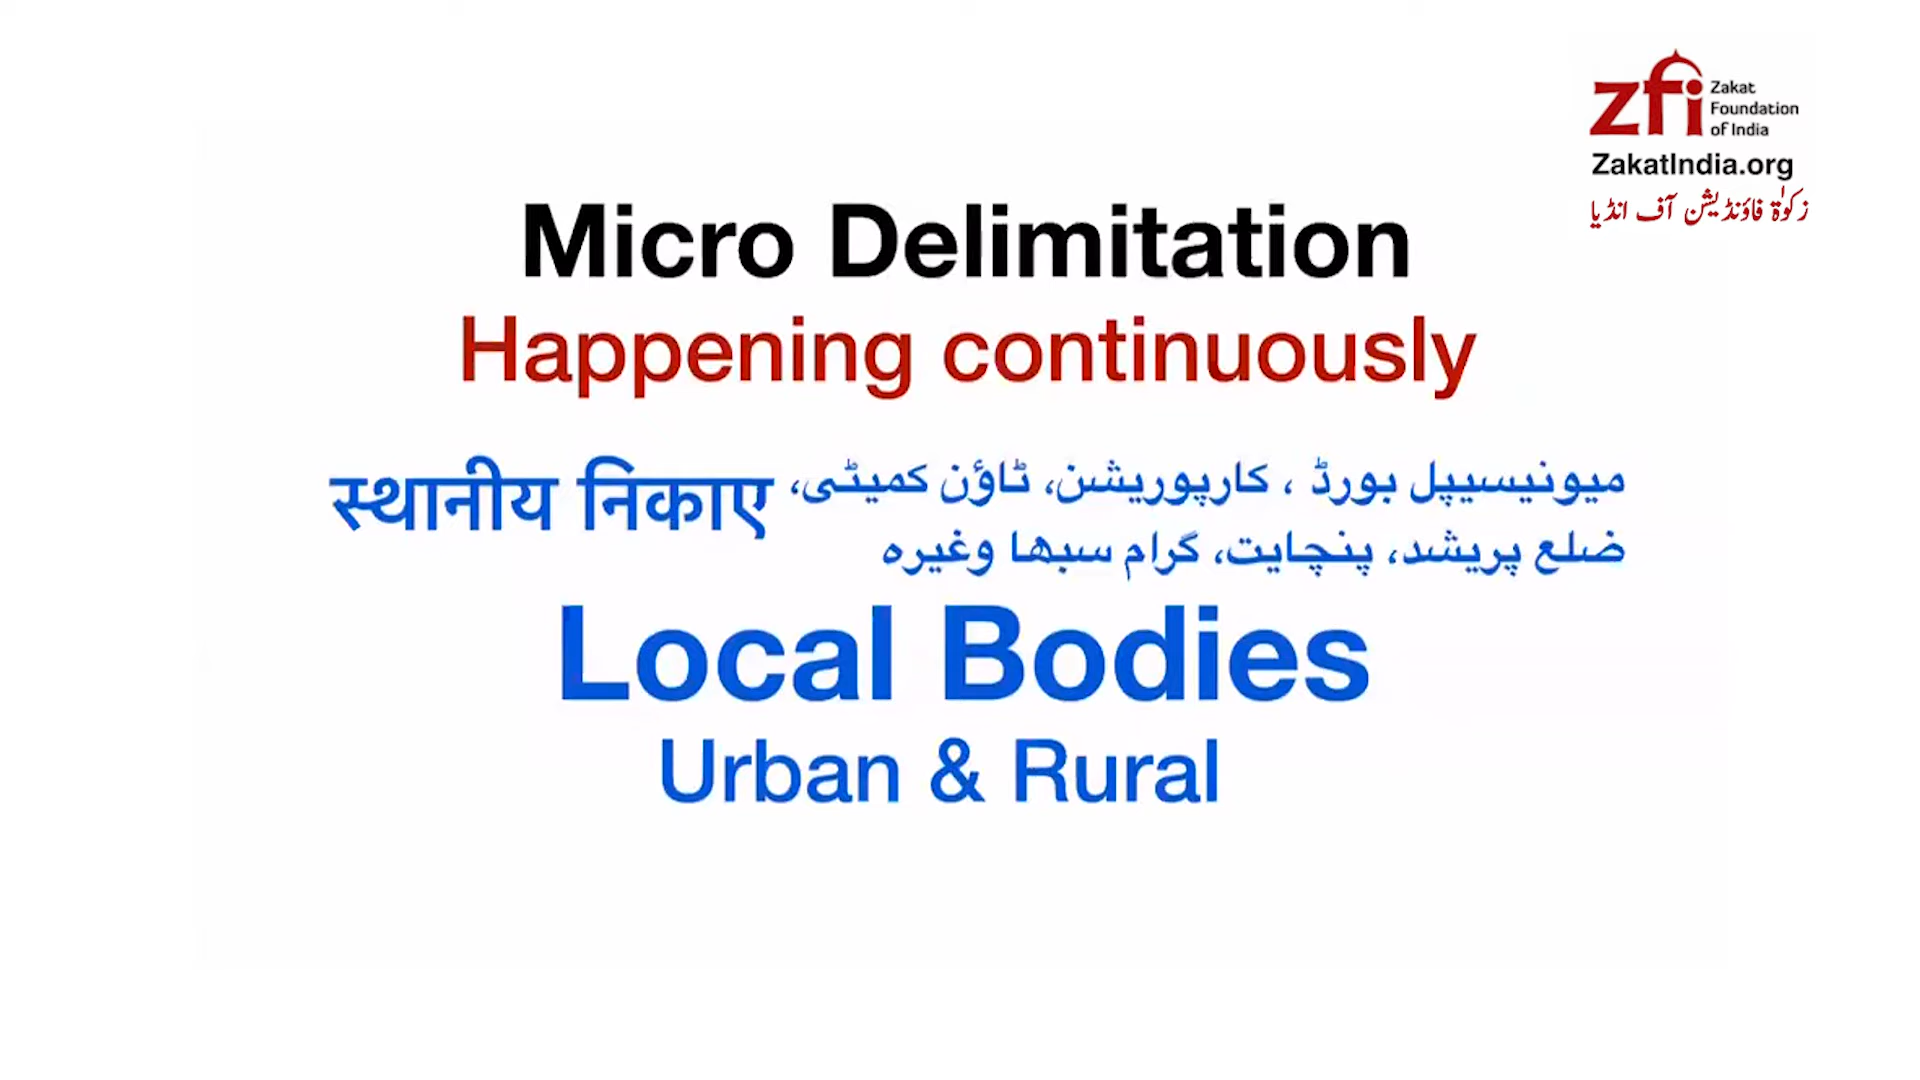 zfi
Zakat
Foundation
of India
ZakatIndia.org
زکوٰۃ فاؤنڈیشن آف انڈیا
Micro Delimitation
Happening continuously
स्थानीय निकाए
میونیسیپل بورڈ ، کارپوریشن، ٹاؤن کمیٹی،
ضلع پریشد، پنچایت، گرام سبھا وغیرہ
Local Bodies
Urban & Rural